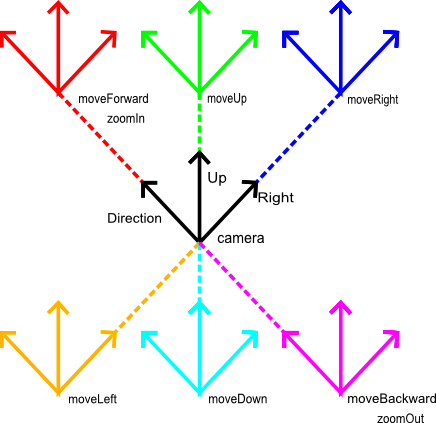 moveForward
zoomIn
moveUp
moveRight
Up
Right
Direction
camera
moveLeft
moveDown
moveBackward
zoomOut